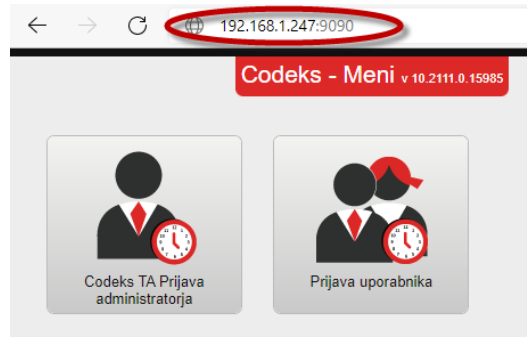 192.168.1.247:9090
Codeks - Meni v 10.2111.0.15985
Codeks TA Prijava
administratorja
Prijava uporabnika